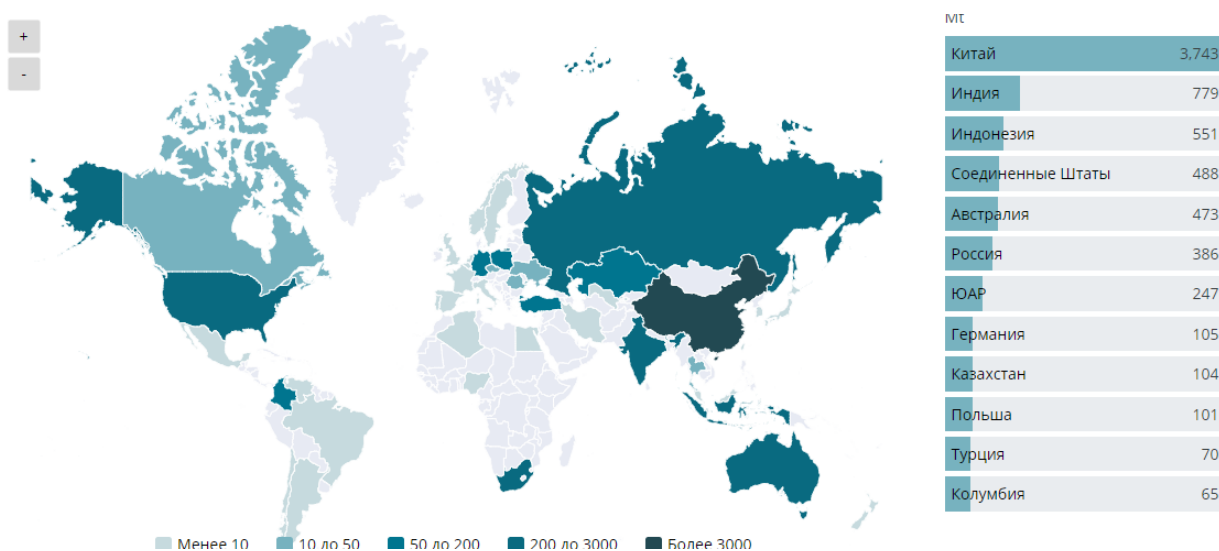 +
-
Mt
Китай 3,743
Индия 779
Индонезия 551
Соединенные Штаты 488
Австралия 473
Россия 386
ЮАР 247
Германия 105
Казахстан 104
Польша 101
Турция 70
Колумбия 65
Менее 10 10 до 50 50 до 200 200 до 3000 Более 3000